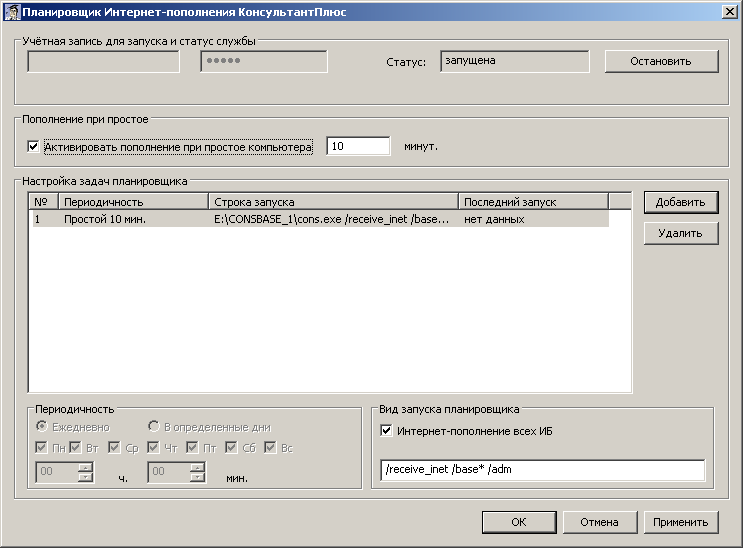 Планировщик Интернет-пополнения КонсультантПлюс
Учётная запись для запуска и статус службы
●●●●● Статус: запущена Остановить
Пополнение при простое
Активировать пополнение при простое компьютера 10 минут.
Настройка задач планировщика
№ Периодичность Строка запуска Последний запуск Добавить
1 Простой 10 мин. E:\CONSBASE_1\cons.exe /receive_inet /base... нет данных
Удалить
Периодичность Вид запуска планировщика
Ежедневно В определенные дни Интернет-пополнение всех ИБ
Пн Вт Ср Чт Пт Сб Вс
00 ч. 00 мин. /receive_inet /base* /adm
OK Отмена Применить